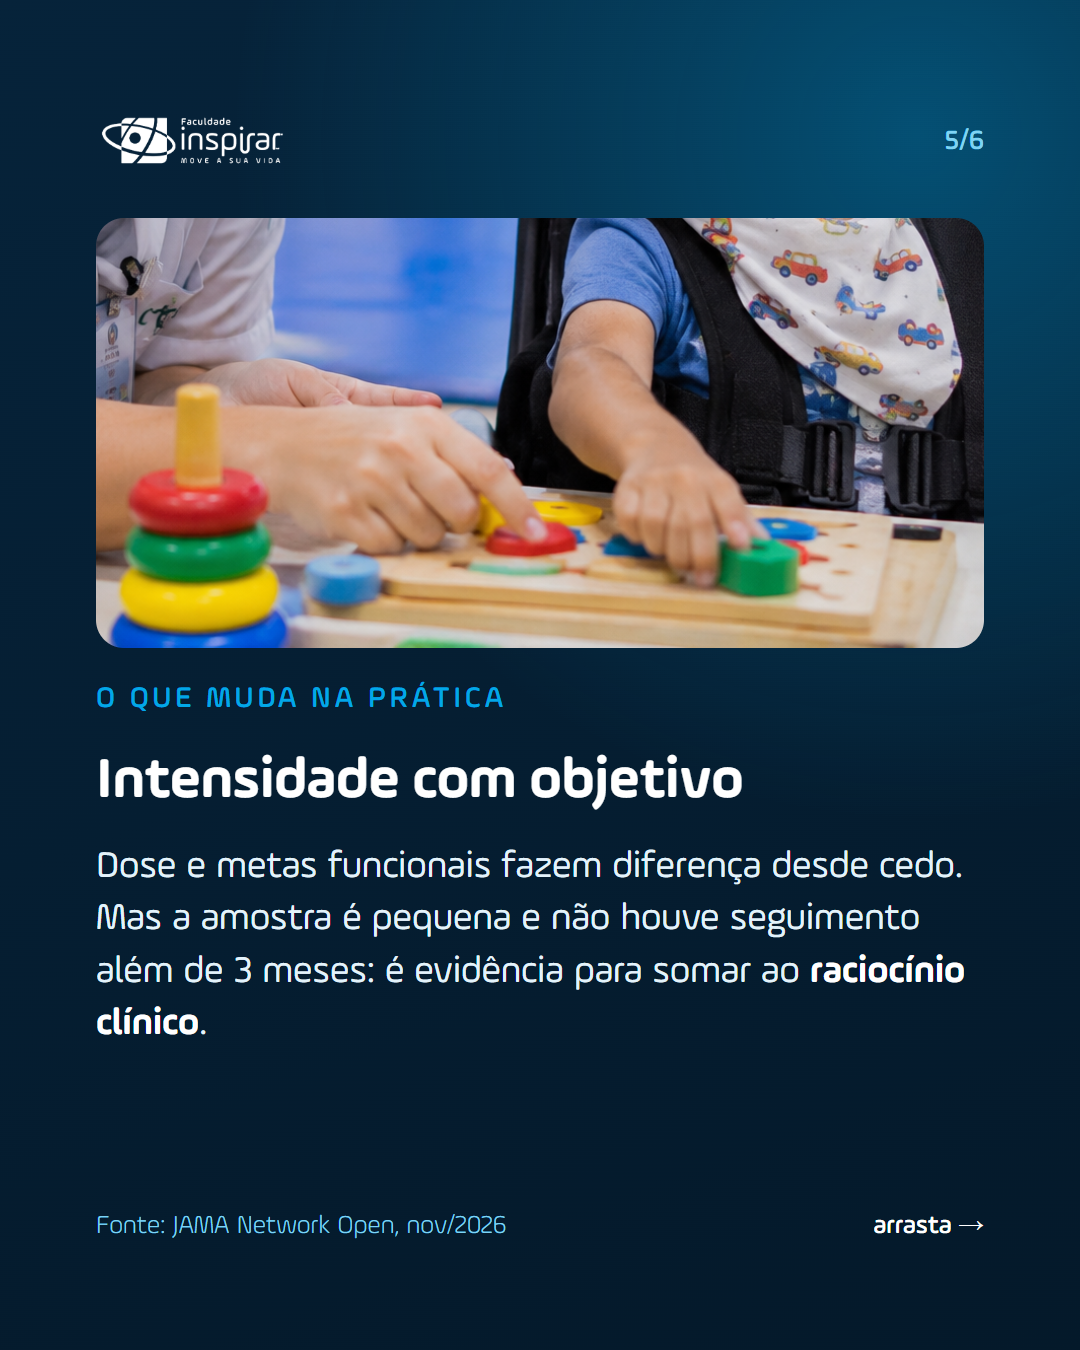 Faculdade
inspirar
MOVE A SUA VIDA
5/6
O QUE MUDA NA PRÁTICA
Intensidade com objetivo
Dose e metas funcionais fazem diferença desde cedo.
Mas a amostra é pequena e não houve seguimento
além de 3 meses: é evidência para somar ao raciocínio
clínico.
Fonte: JAMA Network Open, nov/2026
arrasta →